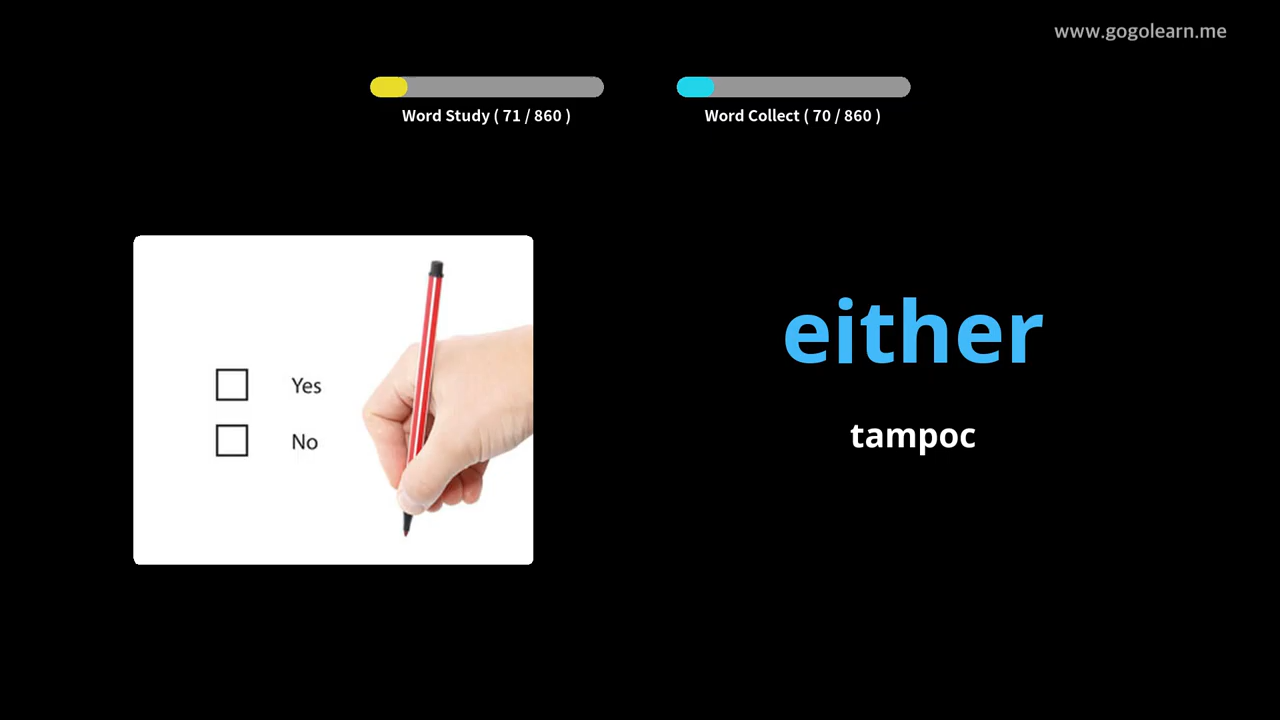 www.gogolearn.me
Word Study ( 71 / 860 )
Word Collect ( 70 / 860 )
Yes
No
either
tampoc